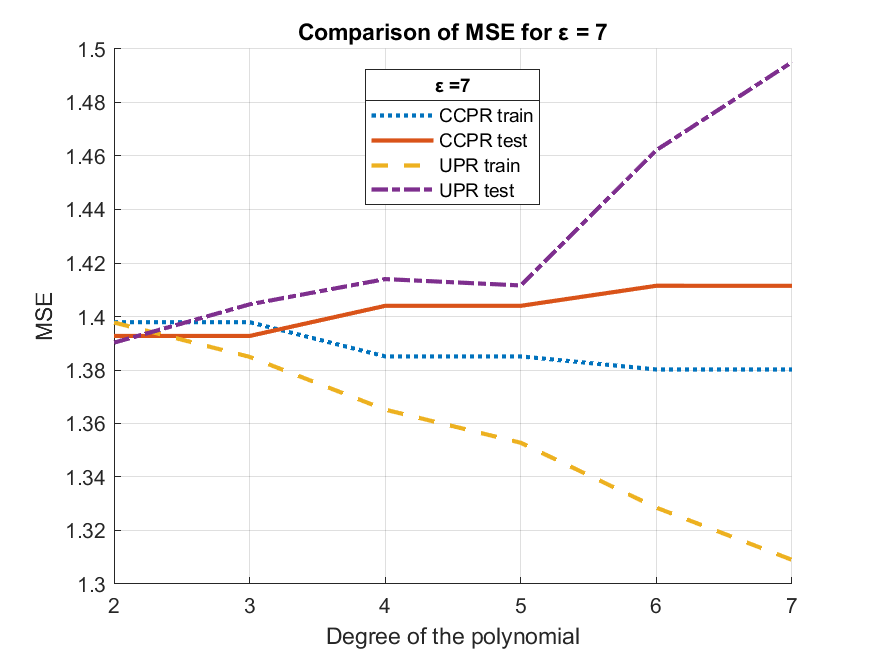 Comparison of MSE for ε = 7
1.5
1.48
1.46
1.44
1.42
1.4
1.38
1.36
1.34
1.32
1.3
MSE
ε =7
CCPR train
CCPR test
UPR train
UPR test
2 3 4 5 6 7
Degree of the polynomial